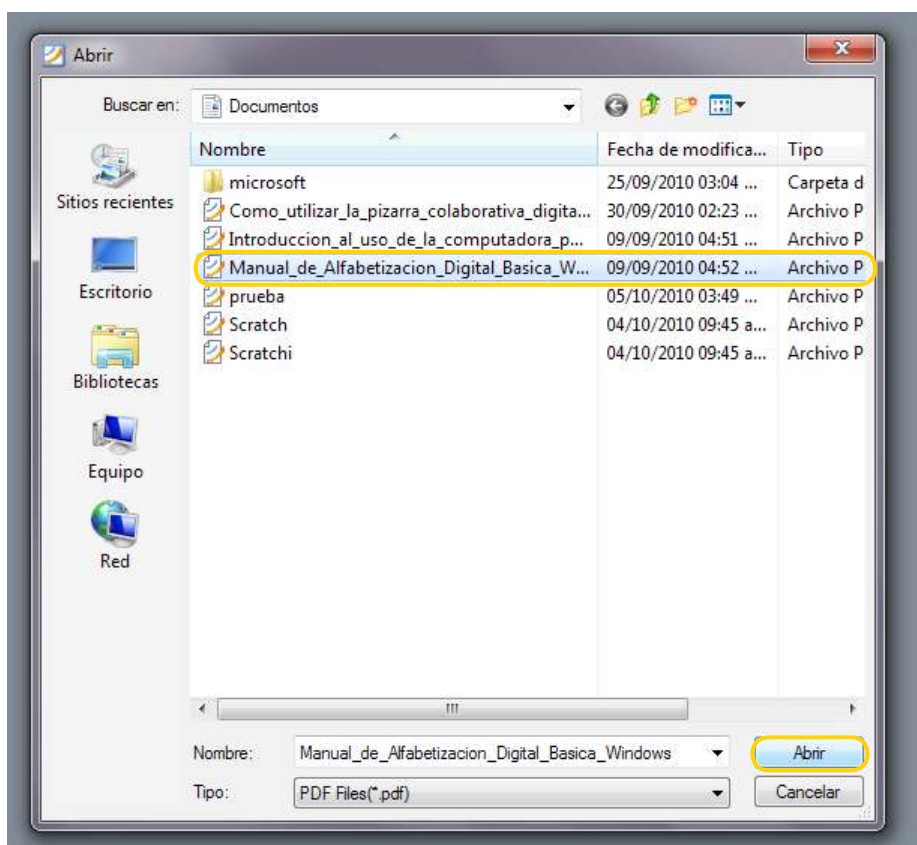 Abrir
Buscar en: Documentos
Nombre Fecha de modifica... Tipo
microsoft 25/09/2010 03:04 ... Carpeta d
Como_utilizar_la_pizarra_colaborativa_digita... 30/09/2010 02:23 ... Archivo P
Introduccion_al_uso_de_la_computadora_p... 09/09/2010 04:51 ... Archivo P
Manual_de_Alfabetizacion_Digital_Basica_W... 09/09/2010 04:52 ... Archivo P
prueba 05/10/2010 03:49 ... Archivo P
Scratch 04/10/2010 09:45 a... Archivo P
Scratchi 04/10/2010 09:45 a... Archivo P
Sitios recientes
Escritorio
Bibliotecas
Equipo
Red
Nombre: Manual_de_Alfabetizacion_Digital_Basica_Windows Abrir
Tipo: PDF Files(*.pdf) Cancelar